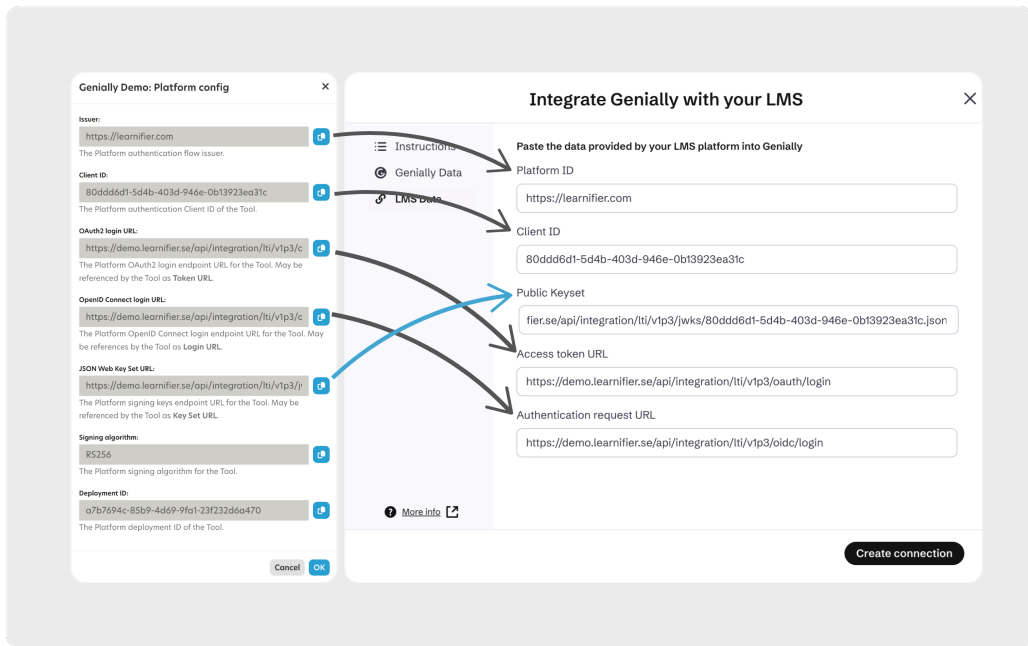 Genially Demo: Platform config
Issuer:
https://learnifier.com
The Platform authentication flow issuer.
Client ID:
80ddd6d1-5d4b-403d-946e-0b13923ea31c
The Platform authentication Client ID of the Tool.
OAuth2 login URL:
https://demo.learnifier.se/api/integration/lti/v1p3/c
The Platform OAuth2 login endpoint URL for the Tool. May be
referenced by the Tool as Token URL.
OpenID Connect login URL:
https://demo.learnifier.se/api/integration/lti/v1p3/c
The Platform OpenID Connect login endpoint URL for the Tool. May
be references by the Tool as Login URL.
JSON Web Key Set URL:
https://demo.learnifier.se/api/integration/lti/v1p3/j
The Platform signing keys endpoint URL for the Tool. May be
referenced by the Tool as Key Set URL.
Signing algorithm:
RS256
The Platform signing algorithm for the Tool.
Deployment ID:
a7b7694c-85b9-4d69-9fa1-23f232d6a470
The Platform deployment ID of the Tool.
Cancel
OK
Integrate Genially with your LMS
Instructions
Genially Data
LMS Data
More info
Paste the data provided by your LMS platform into Genially
Platform ID
https://learnifier.com
Client ID
80ddd6d1-5d4b-403d-946e-0b13923ea31c
Public Keyset
fier.se/api/integration/lti/v1p3/jwks/80ddd6d1-5d4b-403d-946e-0b13923ea31c.json
Access token URL
https://demo.learnifier.se/api/integration/lti/v1p3/oauth/login
Authentication request URL
https://demo.learnifier.se/api/integration/lti/v1p3/oidc/login
Create connection